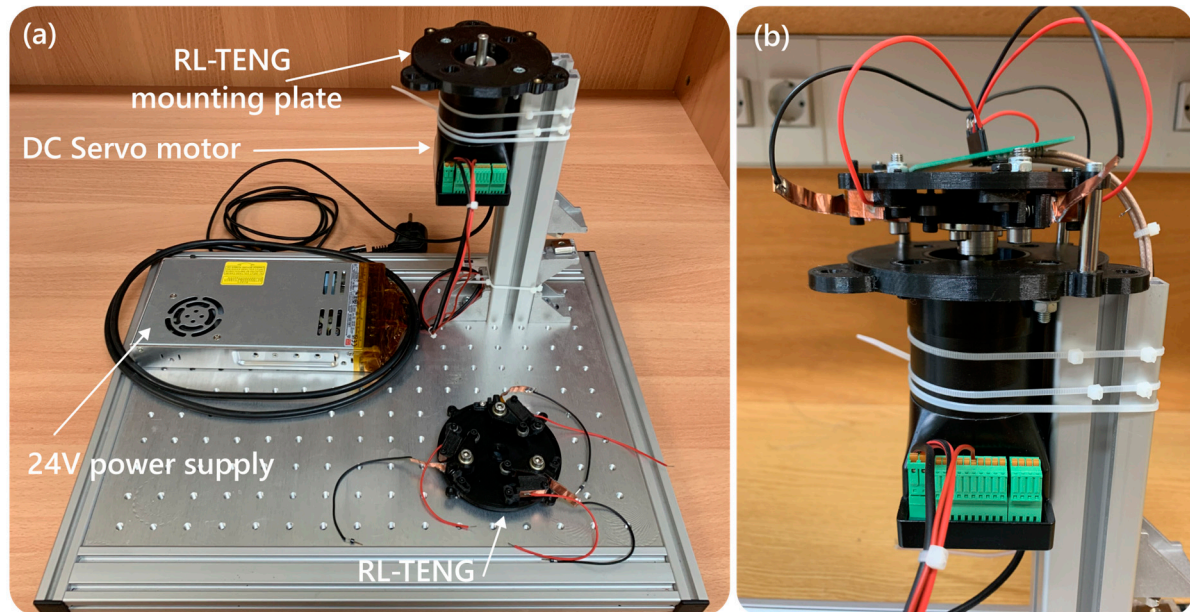 (a)
RL-TENG
mounting plate
DC Servo motor
24V power supply
RL-TENG
(b)